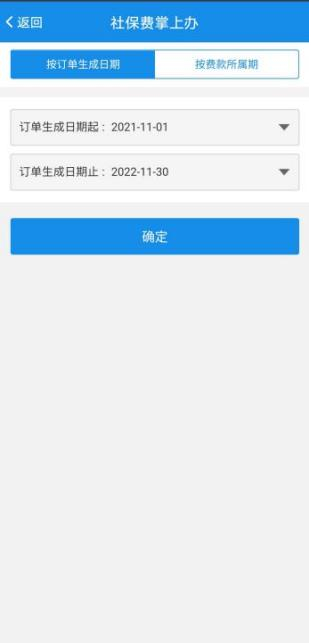 返回
社保费掌上办
按订单生成日期
按费款所属期
订单生成日期起：2021-11-01
订单生成日期止：2022-11-30
确定